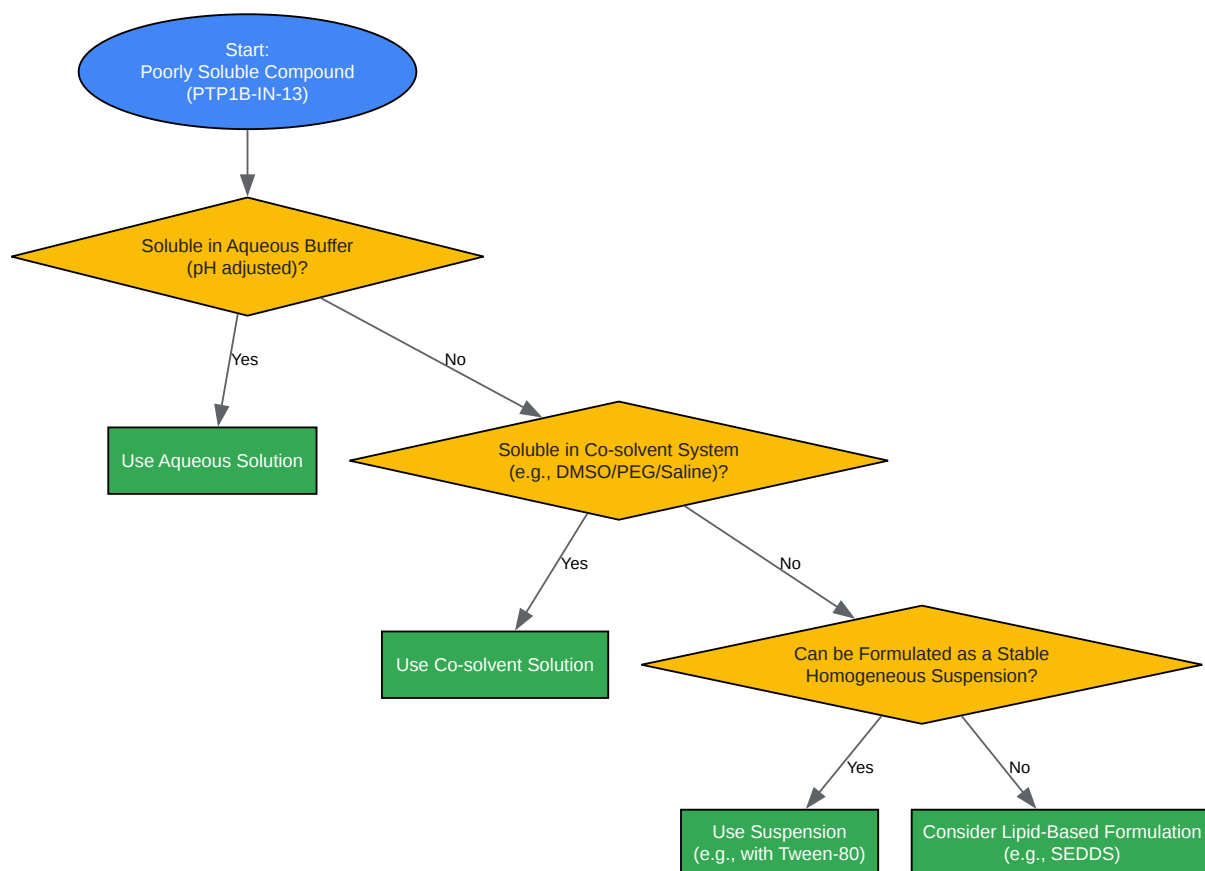 Start:
Poorly Soluble Compound
(PTP1B-IN-13)
Soluble in Aqueous Buffer
(pH adjusted)?
Yes
No
Use Aqueous Solution
Soluble in Co-solvent System
(e.g., DMSO/PEG/Saline)?
Yes
No
Use Co-solvent Solution
Can be Formulated as a Stable
Homogeneous Suspension?
Yes
No
Use Suspension
(e.g., with Tween-80)
Consider Lipid-Based Formulation
(e.g., SEDDS)